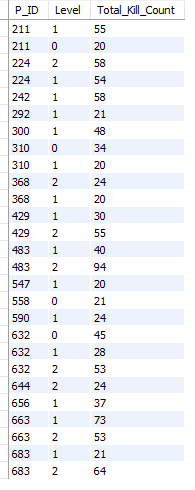 P_ID Level Total_Kill_Count
211 1 55
211 0 20
224 2 58
224 1 54
242 1 58
292 1 21
300 1 48
310 0 34
310 1 20
368 2 24
368 1 20
429 1 30
429 2 55
483 1 40
483 2 94
547 1 20
558 0 21
590 1 24
632 0 45
632 1 28
632 2 53
644 2 24
656 1 37
663 1 73
663 2 53
683 1 21
683 2 64